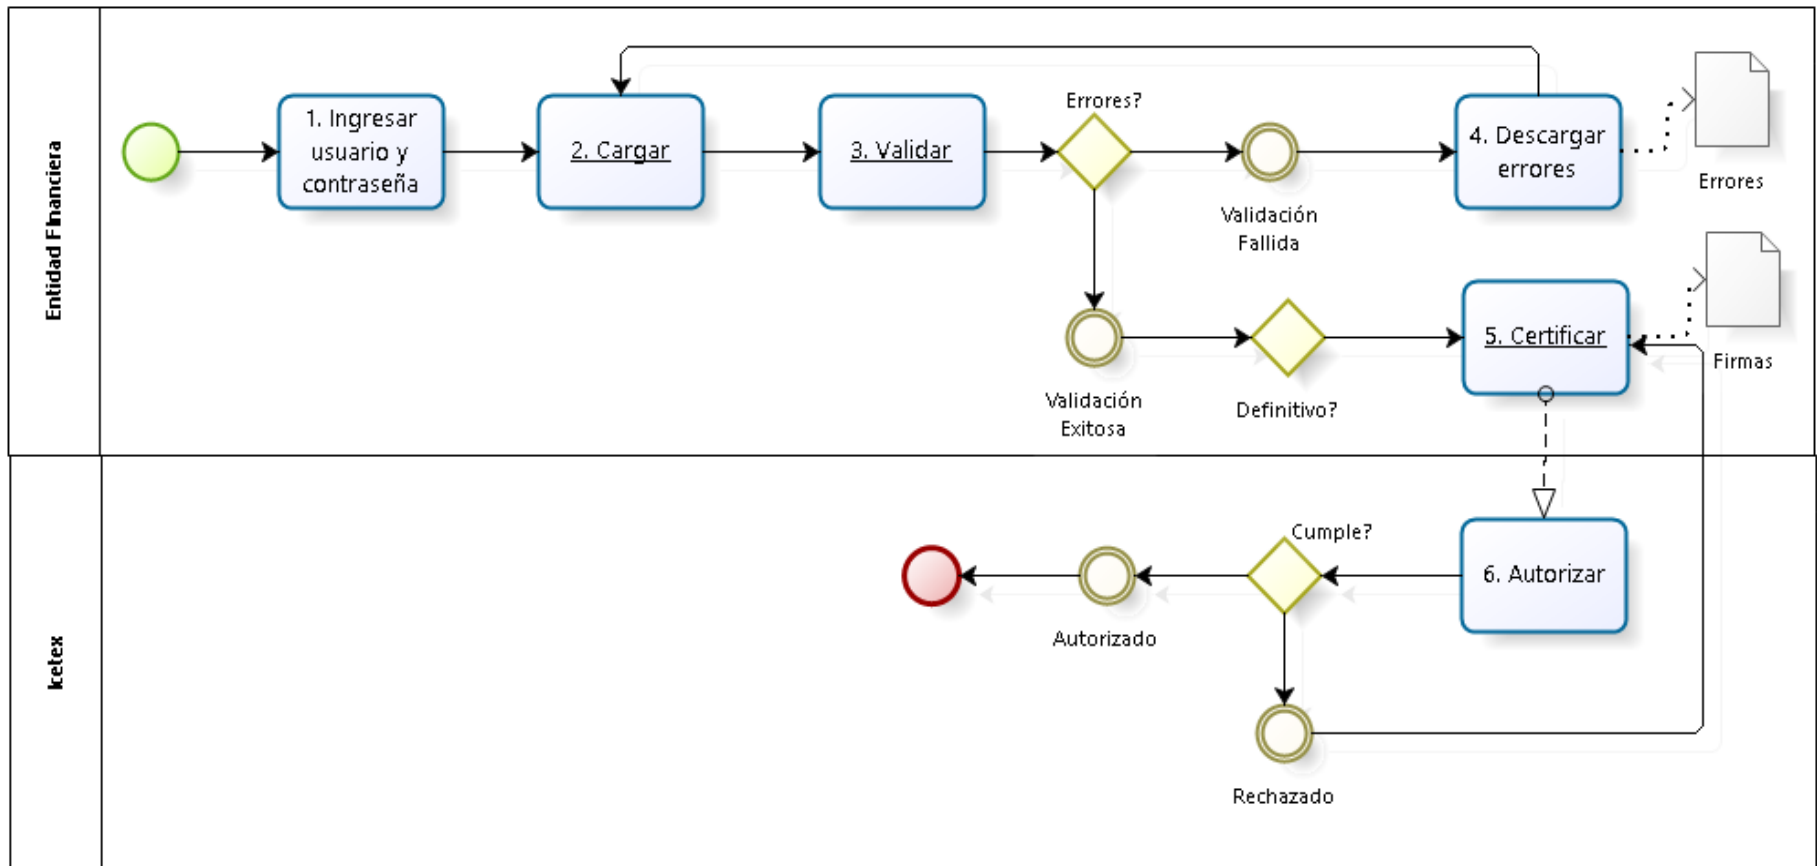 Entidad Financiera
1. Ingresar
usuario y
contraseña
2. Cargar
3. Validar
Errores?
Validación
Fallida
4. Descargar
errores
Errores
Validación
Exitosa
Definitivo?
5. Certificar
Firmas
Icetex
Autorizado
Cumple?
6. Autorizar
Rechazado